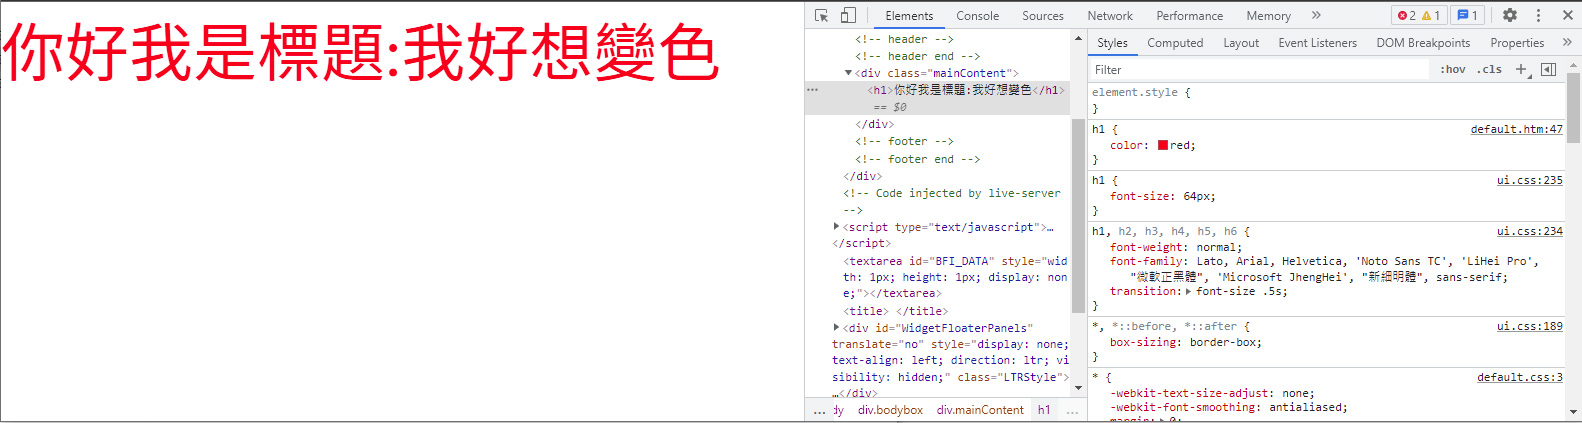 你好我是標題:我好想變色
Elements Console Sources Network Performance Memory » 2 1 1
<!-- header -->
<!-- header end -->
▼<div class="mainContent">
··· <h1>你好我是標題:我好想變色</h1>
== $0
</div>
<!-- footer -->
<!-- footer end -->
</div>
<!-- Code injected by live-server
-->
▶<script type="text/javascript">…
</script>
<textarea id="BFI_DATA" style="wid
th: 1px; height: 1px; display: non
e;"></textarea>
<title> </title>
▶<div id="WidgetFloaterPanels"
translate="no" style="display: none;
text-align: left; direction: ltr; vi
sibility: hidden;" class="LTRStyle">
…</div>
... dy div.bodybox div.mainContent h1 ...
Styles Computed Layout Event Listeners DOM Breakpoints Properties »
Filter :hov .cls
element.style {
}
h1 { default.htm:47
color: red;
}
h1 { ui.css:235
font-size: 64px;
}
h1, h2, h3, h4, h5, h6 { ui.css:234
font-weight: normal;
font-family: Lato, Arial, Helvetica, 'Noto Sans TC', 'LiHei Pro',
"微軟正黑體", 'Microsoft JhengHei', "新細明體", sans-serif;
transition:▶font-size .5s;
}
*, *::before, *::after { ui.css:189
box-sizing: border-box;
}
* { default.css:3
-webkit-text-size-adjust: none;
-webkit-font-smoothing: antialiased;
margin:▶0;